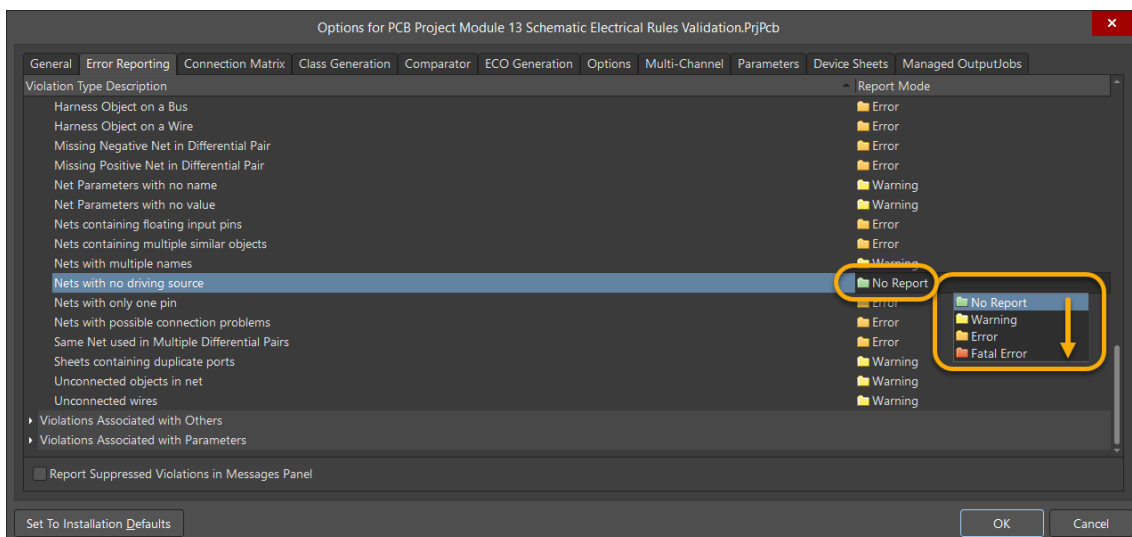 Options for PCB Project Module 13 Schematic Electrical Rules Validation.PrjPcb
General Error Reporting Connection Matrix Class Generation Comparator ECO Generation Options Multi-Channel Parameters Device Sheets Managed OutputJobs
Violation Type Description Report Mode
Harness Object on a Bus Error
Harness Object on a Wire Error
Missing Negative Net in Differential Pair Error
Missing Positive Net in Differential Pair Error
Net Parameters with no name Warning
Net Parameters with no value Warning
Nets containing floating input pins Error
Nets containing multiple similar objects Error
Nets with multiple names Warning
Nets with no driving source No Report
Nets with only one pin Error No Report
Nets with possible connection problems Error Warning
Same Net used in Multiple Differential Pairs Error Error
Sheets containing duplicate ports Warning Fatal Error
Unconnected objects in net Warning
Unconnected wires Warning
Violations Associated with Others
Violations Associated with Parameters
Report Suppressed Violations in Messages Panel
Set To Installation Defaults OK Cancel